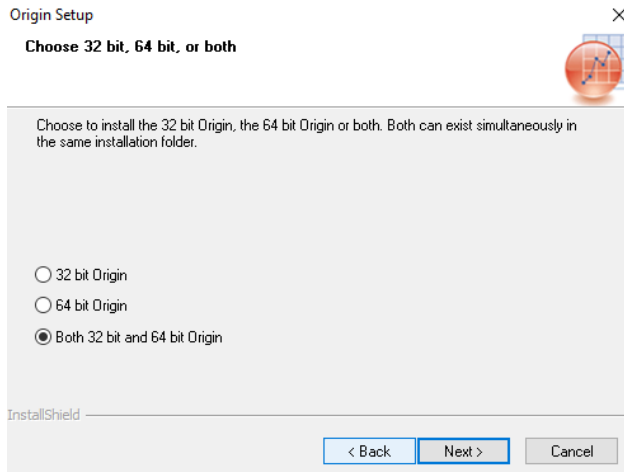 Origin Setup
Choose 32 bit, 64 bit, or both
Choose to install the 32 bit Origin, the 64 bit Origin or both. Both can exist simultaneously in
the same installation folder.
32 bit Origin
64 bit Origin
Both 32 bit and 64 bit Origin
InstallShield
< Back Next > Cancel